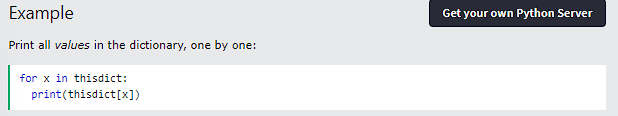 Example
Get your own Python Server
Print all values in the dictionary, one by one:
for x in thisdict:
  print(thisdict[x])